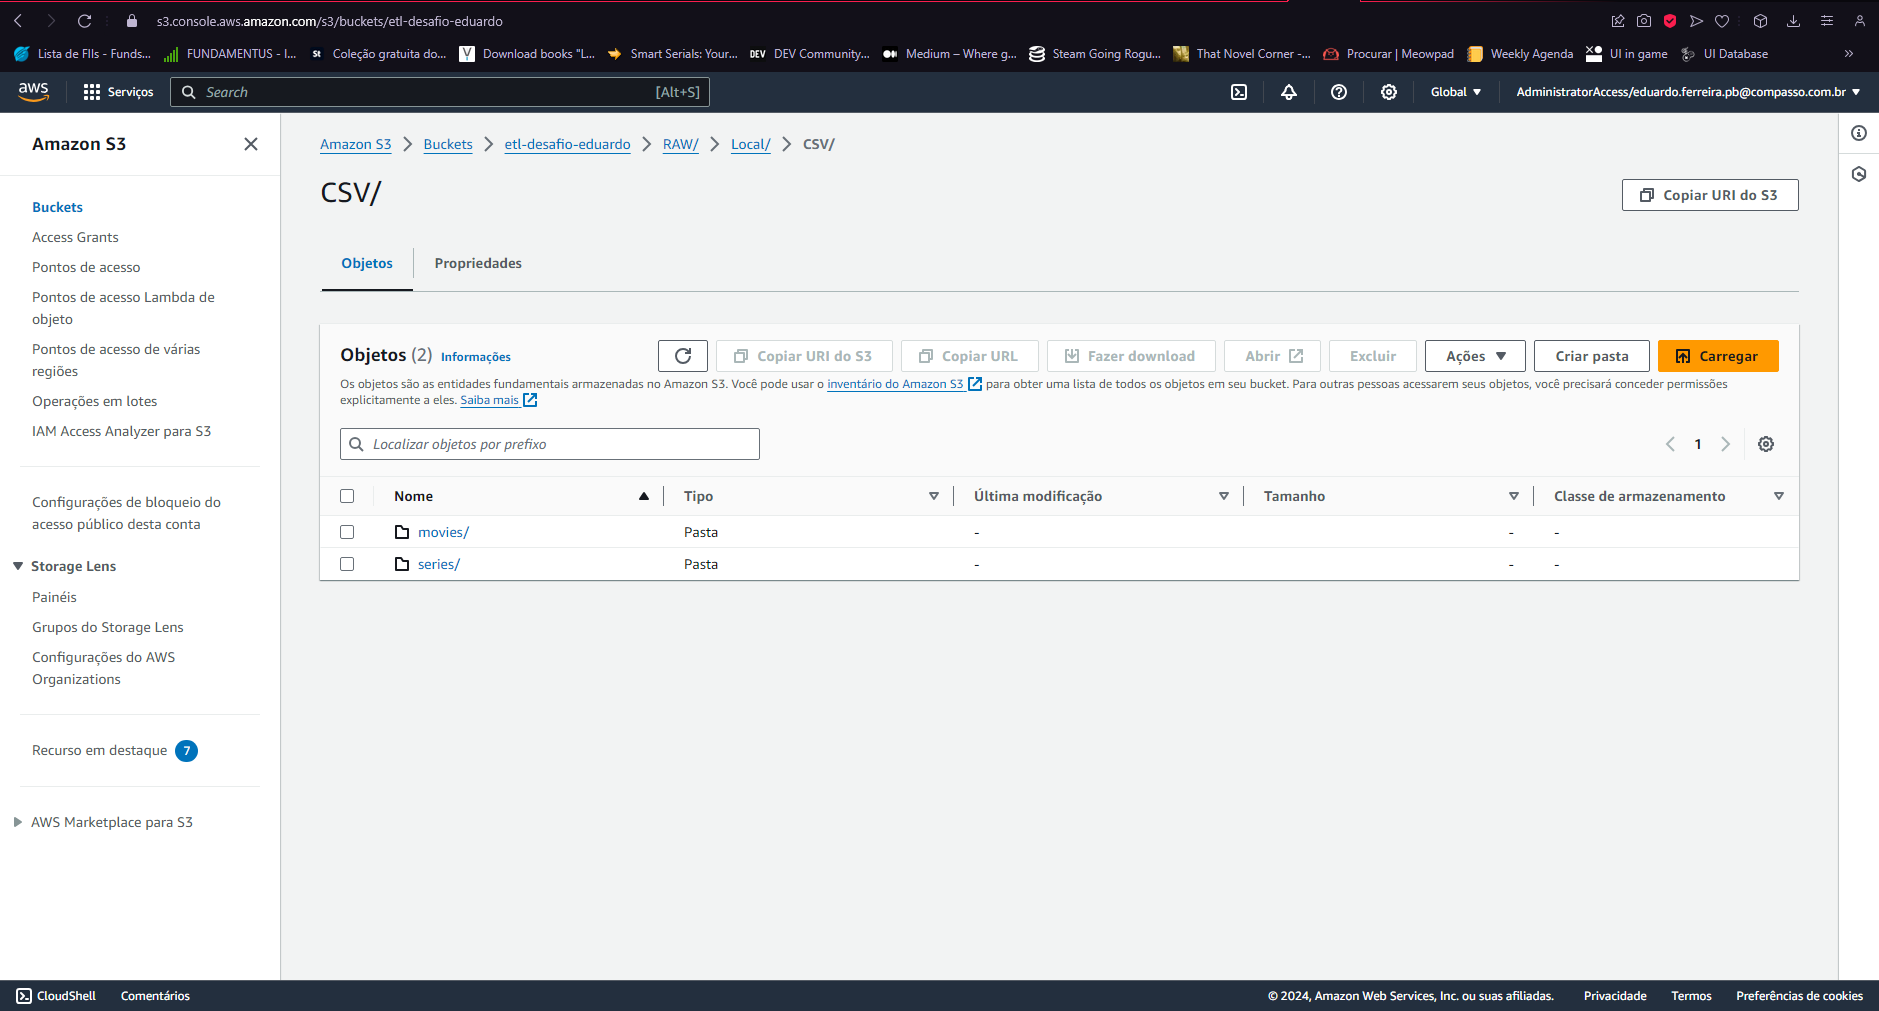 s3.console.aws.amazon.com/s3/buckets/etl-desafio-eduardo
Lista de FIIs - Funds...
FUNDAMENTUS - I...
St
Coleção gratuita do...
Download books "L...
Smart Serials: Your...
DEV
DEV Community...
Medium – Where g...
Steam Going Rogu...
That Novel Corner -...
Procurar | Meowpad
Weekly Agenda
UI in game
UI Database
aws
Serviços
Search
[Alt+S]
Global
AdministratorAccess/eduardo.ferreira.pb@compasso.com.br
Amazon S3
Buckets
Access Grants
Pontos de acesso
Pontos de acesso Lambda de
objeto
Pontos de acesso de várias
regiões
Operações em lotes
IAM Access Analyzer para S3
Configurações de bloqueio do
acesso público desta conta
Storage Lens
Painéis
Grupos do Storage Lens
Configurações do AWS
Organizations
Recurso em destaque 7
AWS Marketplace para S3
Amazon S3 > Buckets > etl-desafio-eduardo > RAW/ > Local/ > CSV/
CSV/
Copiar URI do S3
Objetos
Propriedades
Objetos (2) Informações
Copiar URI do S3
Copiar URL
Fazer download
Abrir
Excluir
Ações
Criar pasta
Carregar
Os objetos são as entidades fundamentais armazenadas no Amazon S3. Você pode usar o inventário do Amazon S3 para obter uma lista de todos os objetos em seu bucket. Para outras pessoas acessarem seus objetos, você precisará conceder permissões
explicitamente a eles. Saiba mais
Localizar objetos por prefixo
1
Nome Tipo Última modificação Tamanho Classe de armazenamento
movies/ Pasta - - -
series/ Pasta - - -
CloudShell
Comentários
© 2024, Amazon Web Services, Inc. ou suas afiliadas.
Privacidade
Termos
Preferências de cookies